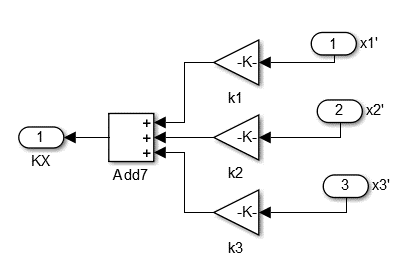 1 x1'
-K-
k1
2 x2'
-K-
+
+
+
1
KX
Add7
k2
3 x3'
-K-
k3